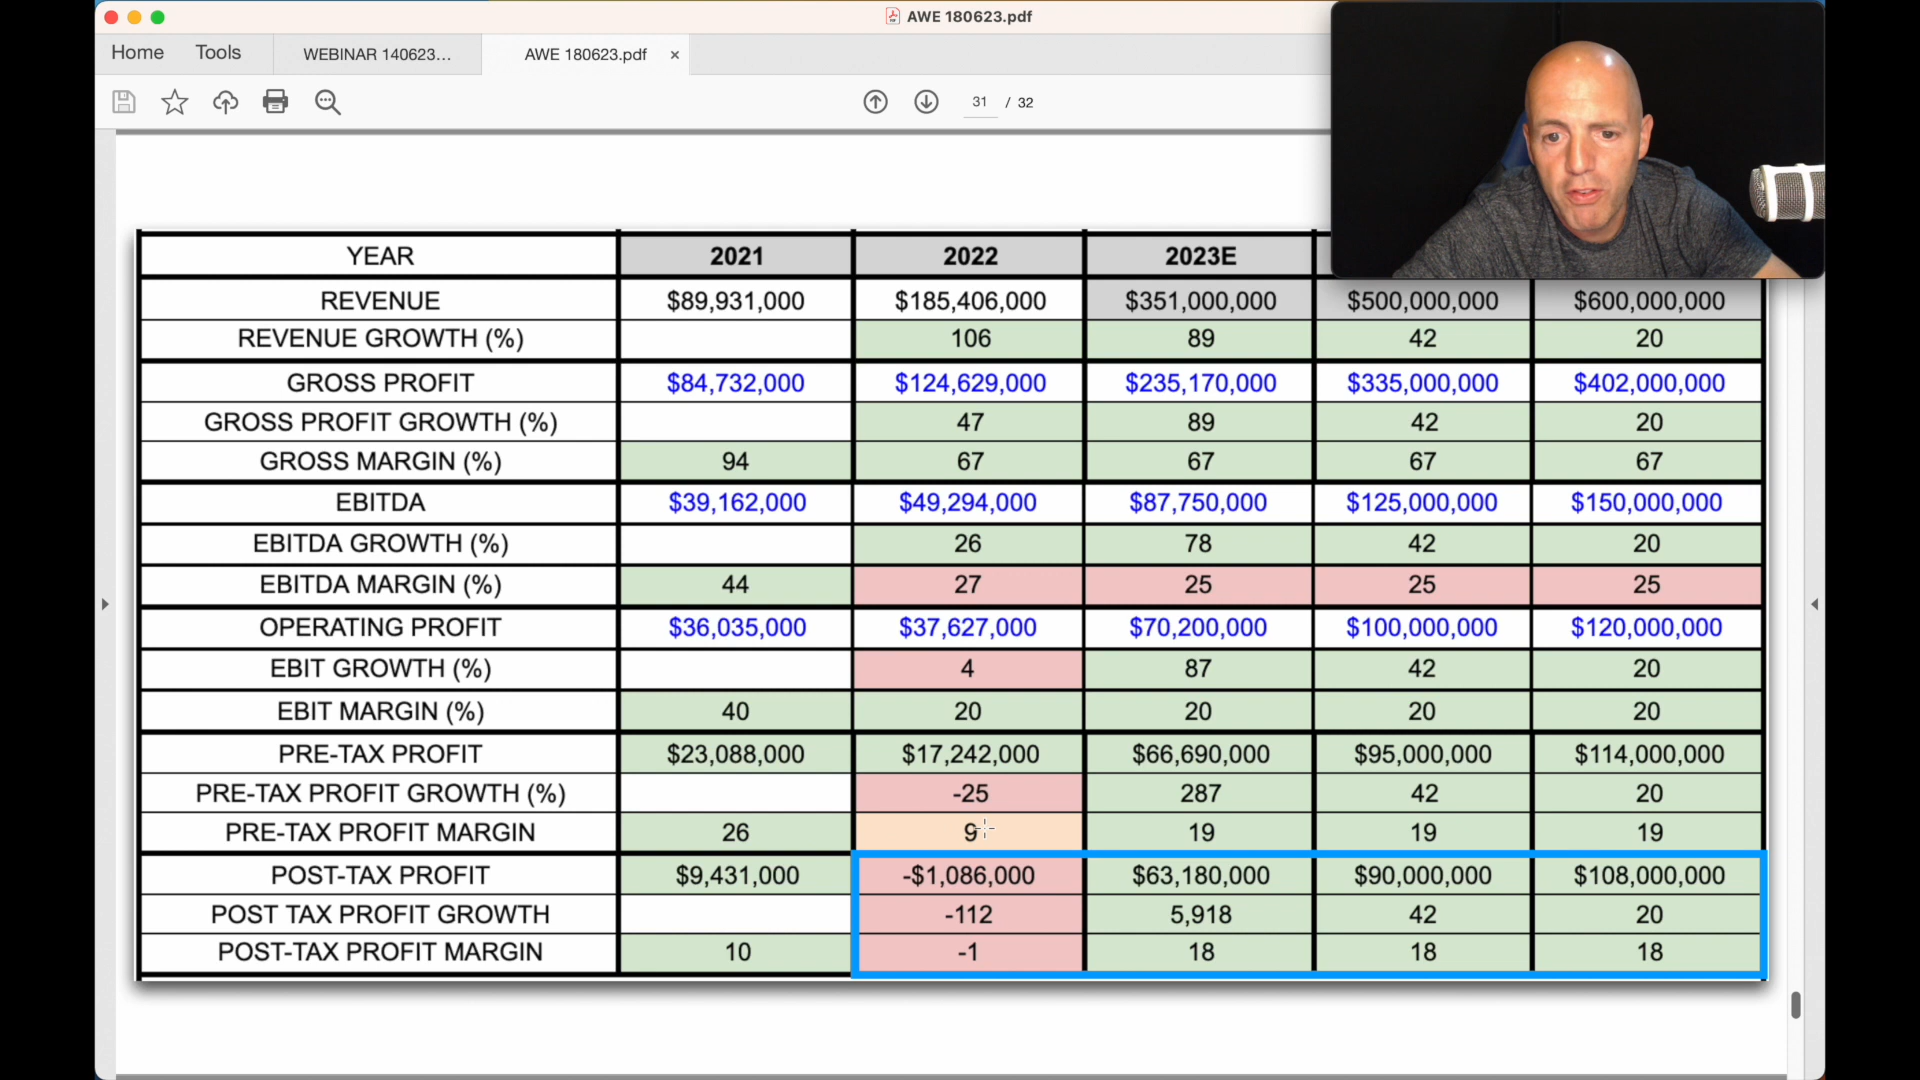 AWE 180623.pdf
Home Tools WEBINAR 140623... AWE 180623.pdf ×
31 / 32
YEAR 2021 2022 2023E
REVENUE $89,931,000 $185,406,000 $351,000,000 $500,000,000 $600,000,000
REVENUE GROWTH (%) 106 89 42 20
GROSS PROFIT $84,732,000 $124,629,000 $235,170,000 $335,000,000 $402,000,000
GROSS PROFIT GROWTH (%) 47 89 42 20
GROSS MARGIN (%) 94 67 67 67 67
EBITDA $39,162,000 $49,294,000 $87,750,000 $125,000,000 $150,000,000
EBITDA GROWTH (%) 26 78 42 20
EBITDA MARGIN (%) 44 27 25 25 25
OPERATING PROFIT $36,035,000 $37,627,000 $70,200,000 $100,000,000 $120,000,000
EBIT GROWTH (%) 4 87 42 20
EBIT MARGIN (%) 40 20 20 20 20
PRE-TAX PROFIT $23,088,000 $17,242,000 $66,690,000 $95,000,000 $114,000,000
PRE-TAX PROFIT GROWTH (%) -25 287 42 20
PRE-TAX PROFIT MARGIN 26 9 19 19 19
POST-TAX PROFIT $9,431,000 -$1,086,000 $63,180,000 $90,000,000 $108,000,000
POST TAX PROFIT GROWTH -112 5,918 42 20
POST-TAX PROFIT MARGIN 10 -1 18 18 18